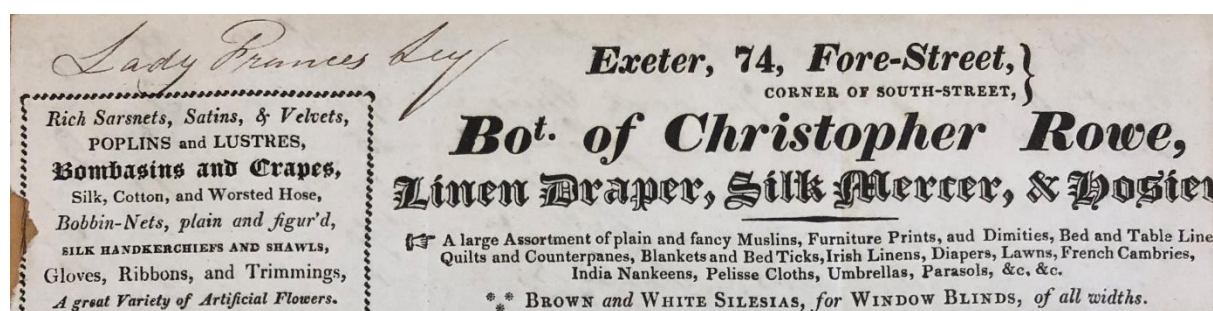 Lady Frances Ley
Exeter, 74, Fore-Street,}
CORNER OF SOUTH-STREET,
Bot. of Christopher Rowe,
Linen Draper, Silk Mercer, & Hosier
☞ A large Assortment of plain and fancy Muslins, Furniture Prints, aud Dimities, Bed and Table Line
Quilts and Counterpanes, Blankets and Bed Ticks, Irish Linens, Diapers, Lawns, French Cambrics,
India Nankeens, Pelisse Cloths, Umbrellas, Parasols, &c. &c.
*** BROWN and WHITE SILESIAS, for WINDOW BLINDS, of all widths.
Rich Sarsnets, Satins, & Velvets,
POPLINS and LUSTRES,
Bombasins and Crapes,
Silk, Cotton, and Worsted Hose,
Bobbin-Nets, plain and figur'd,
SILK HANDKERCHIEFS AND SHAWLS,
Gloves, Ribbons, and Trimmings,
A great Variety of Artificial Flowers.